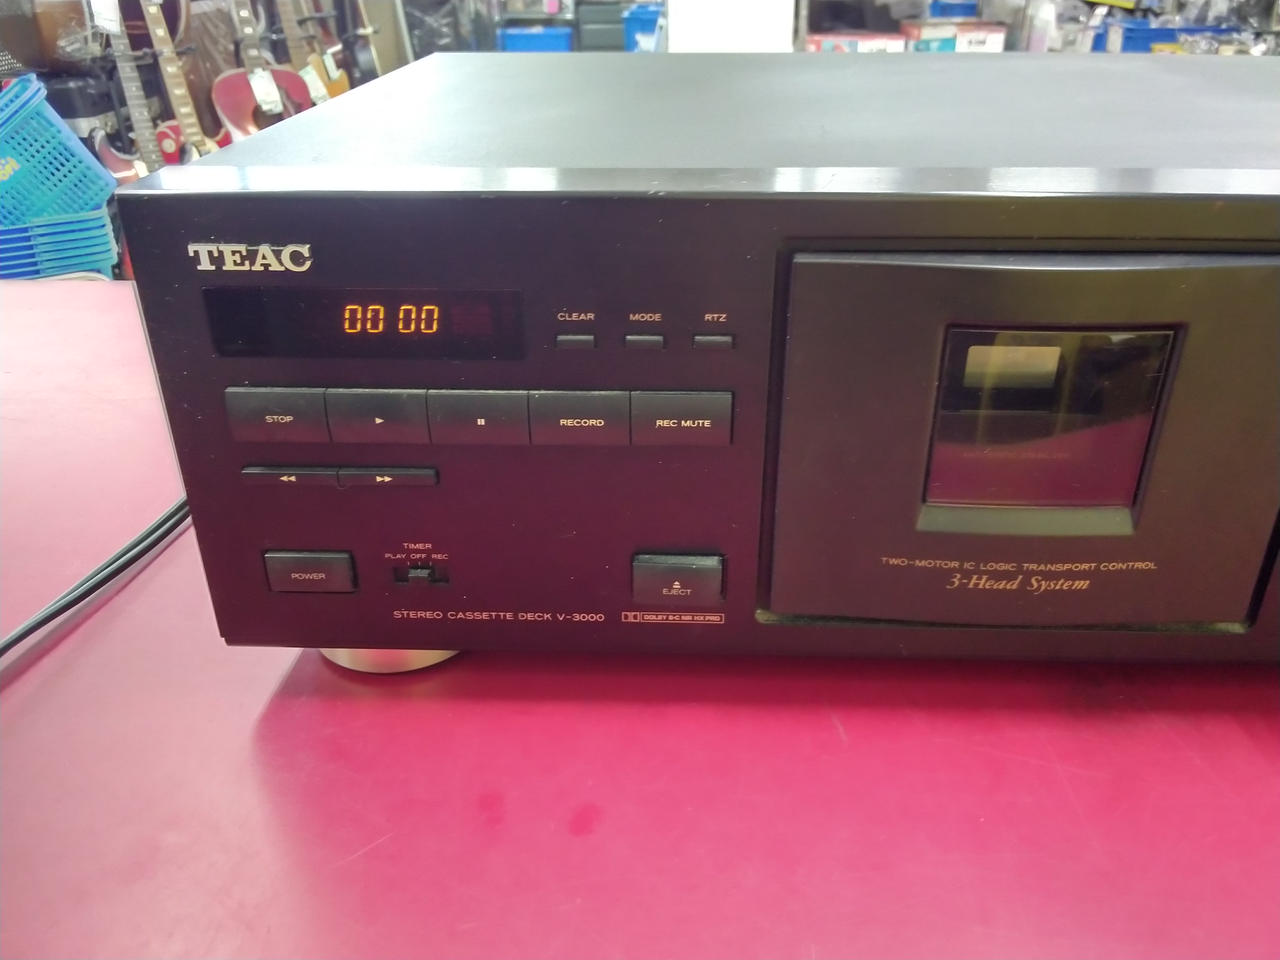 TEAC
00 00
CLEAR MODE RTZ
STOP RECORD REC MUTE
POWER
TIMER
PLAY OFF REC
EJECT
STEREO CASSETTE DECK V-3000
DOLBY B-C NR HX PRO
TWO-MOTOR IC LOGIC TRANSPORT CONTROL
3-Head System